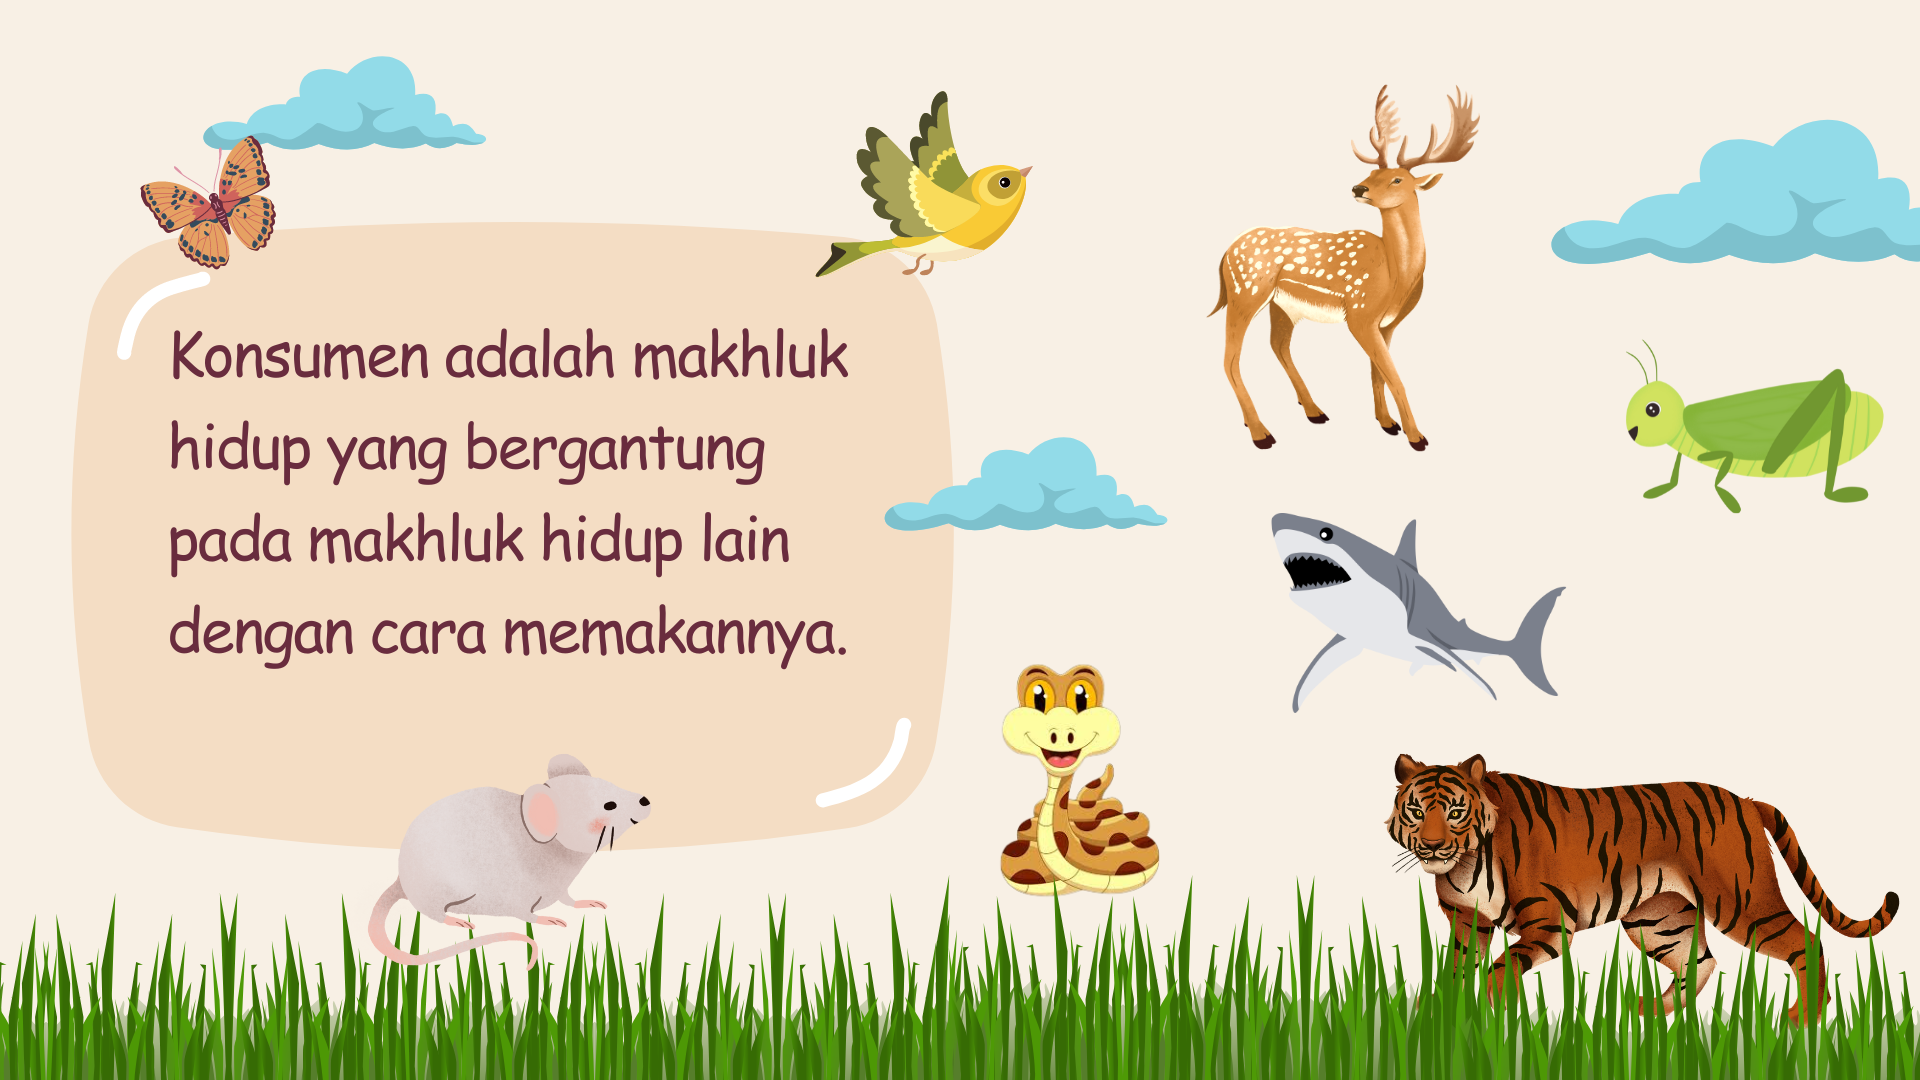 Konsumen adalah makhluk
hidup yang bergantung
pada makhluk hidup lain
dengan cara memakannya.